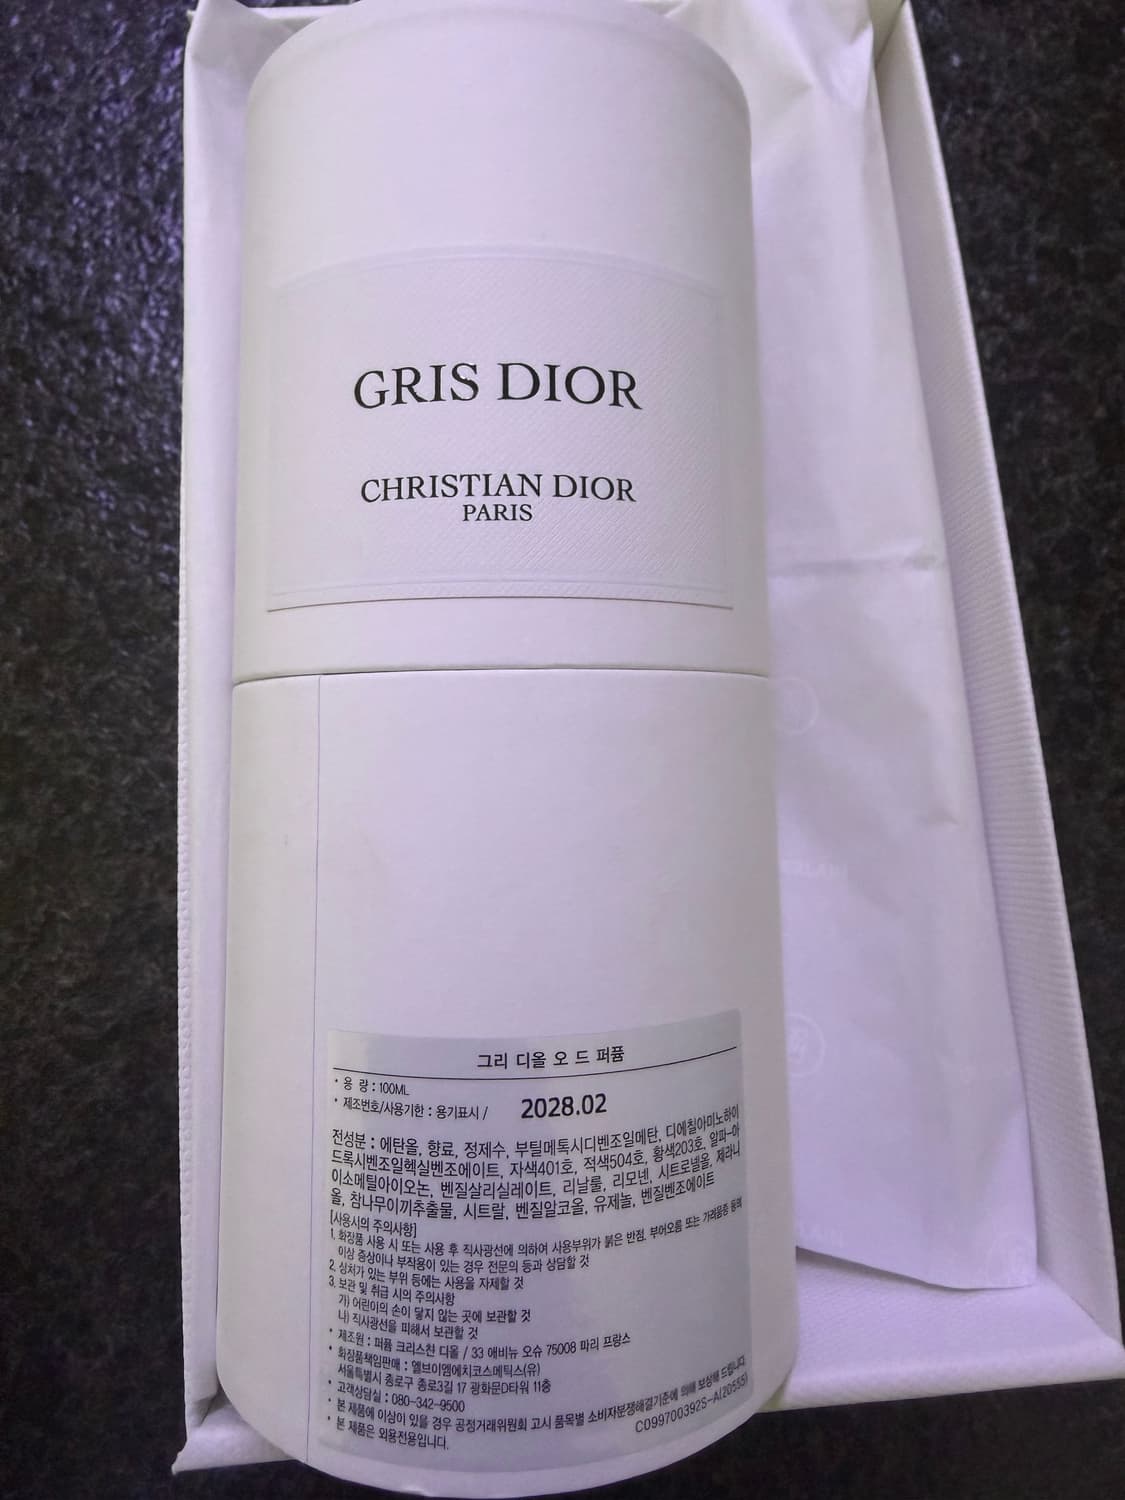 GRIS DIOR
CHRISTIAN DIOR
PARIS
그리 디올 오 드 퍼퓸
• 용 량 : 100ML
• 제조번호/사용기한 : 용기표시 / 2028.02
전성분 : 에탄올, 향료, 정제수, 부틸메톡시디벤조일메탄, 디에칠아미노하이
드록시벤조일헥실벤조에이트, 자색401호, 적색504호, 황색203호, 알파-아
이소메틸아이오논, 벤질살리실레이트, 리날룰, 리모넨, 시트로넬올, 제라니
올, 참나무이끼추출물, 시트랄, 벤질알코올, 유제놀, 벤질벤조에이트
[사용시의 주의사항]
1. 화장품 사용 시 또는 사용 후 직사광선에 의하여 사용부위가 붉은 반점, 부어오름 또는 가려움증 등의
이상 증상이나 부작용이 있는 경우 전문의 등과 상담할 것
2. 상처가 있는 부위 등에는 사용을 자제할 것
3. 보관 및 취급 시의 주의사항
가) 어린이의 손이 닿지 않는 곳에 보관할 것
나) 직사광선을 피해서 보관할 것
• 제조원 : 퍼퓸 크리스챤 디올 / 33 애비뉴 오슈 75008 파리 프랑스
• 화장품책임판매 : 엘브이엠에치코스메틱스(유)
서울특별시 종로구 종로3길 17 광화문D타워 11층
• 고객상담실 : 080-342-9500
• 본 제품에 이상이 있을 경우 공정거래위원회 고시 품목별 소비자분쟁해결기준에 의해 보상해 드립니다.
• 본 제품은 외용전용입니다.
C099700392S-A(20555)